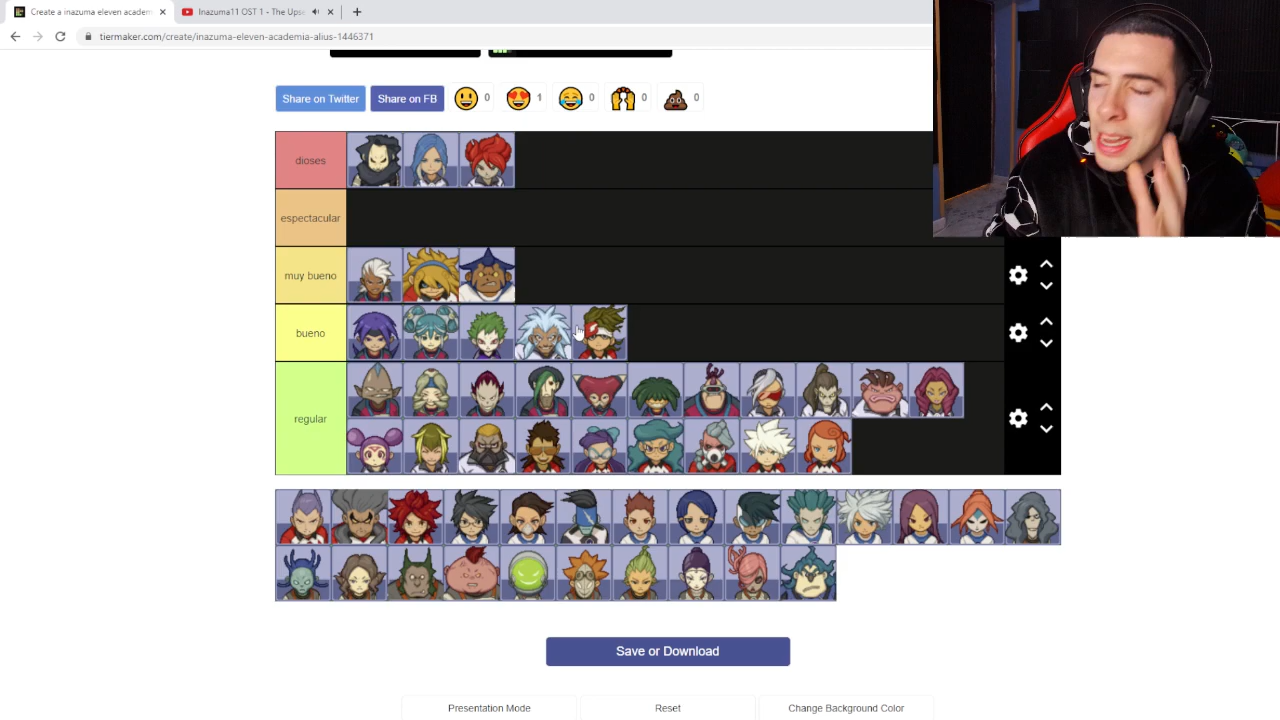 Create a inazuma eleven academ
Inazuma11 OST 1 - The Upse
tiermaker.com/create/inazuma-eleven-academia-alius-1446371
Share on Twitter
Share on FB
0
1
0
0
0
dioses
espectacular
muy bueno
bueno
regular
Save or Download
Presentation Mode
Reset
Change Background Color